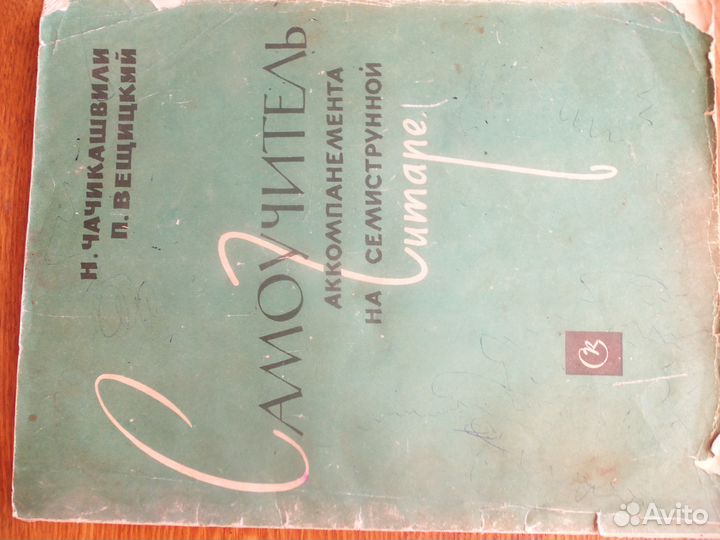 Н. ЧАЧИКАШВИЛИ
П. ВЕЩИЦКИЙ
САМОУЧИТЕЛЬ
АККОМПАНЕМЕНТА
НА СЕМИСТРУННОЙ
Гитаре
СК
Avito